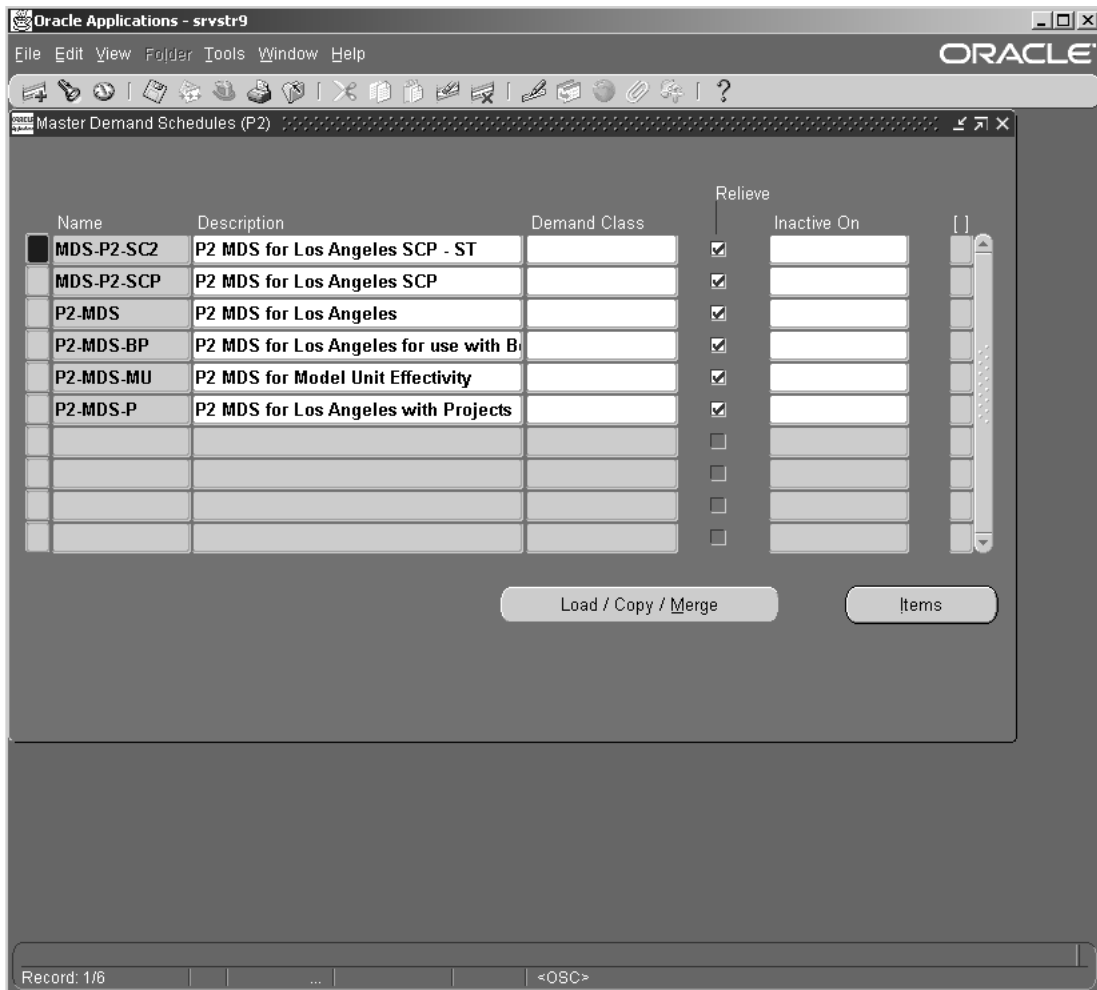 Oracle Applications - srvstr9
File Edit View Folder Tools Window Help
ORACLE
Master Demand Schedules (P2)
Relieve
Name Description Demand Class Inactive On [ ]
MDS-P2-SC2 P2 MDS for Los Angeles SCP - ST
MDS-P2-SCP P2 MDS for Los Angeles SCP
P2-MDS P2 MDS for Los Angeles
P2-MDS-BP P2 MDS for Los Angeles for use with
P2-MDS-MU P2 MDS for Model Unit Effectivity
P2-MDS-P P2 MDS for Los Angeles with Projects
Load / Copy / Merge Items
Record: 1/6 ... <OSC>